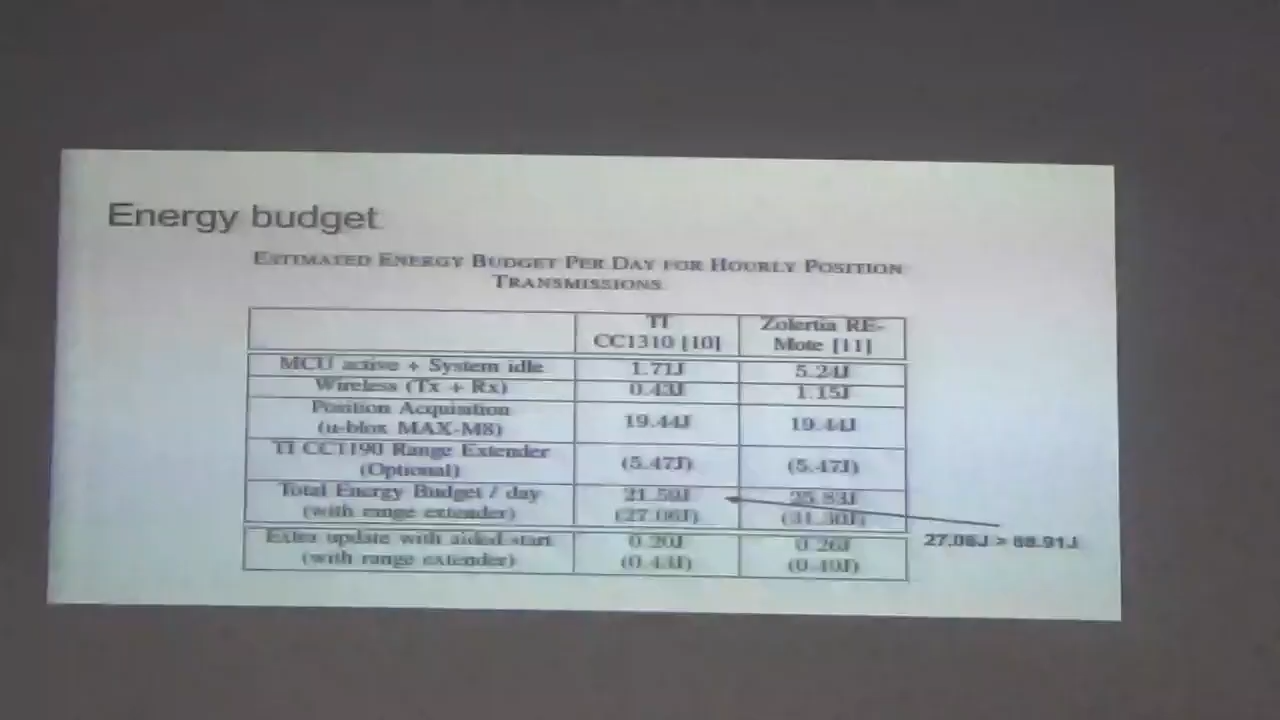 Energy budget
ESTIMATED ENERGY BUDGET PER DAY FOR HOURLY POSITION
TRANSMISSIONS
TI
CC1310 [10]
Zolertia RE-
Mote [11]
MCU active + System idle
1.71J
5.24J
Wireless (Tx + Rx)
0.43J
1.15J
Position Acquisition
(u-blox MAX-M8)
19.44J
19.44J
TI CC1190 Range Extender
(Optional)
(5.47J)
(5.47J)
Total Energy Budget / day
(with range extender)
21.59J
(27.06J)
25.83J
(31.30J)
Extra update with aided start
(with range extender)
0.20J
(0.43J)
0.26J
(0.49J)
27.06J >